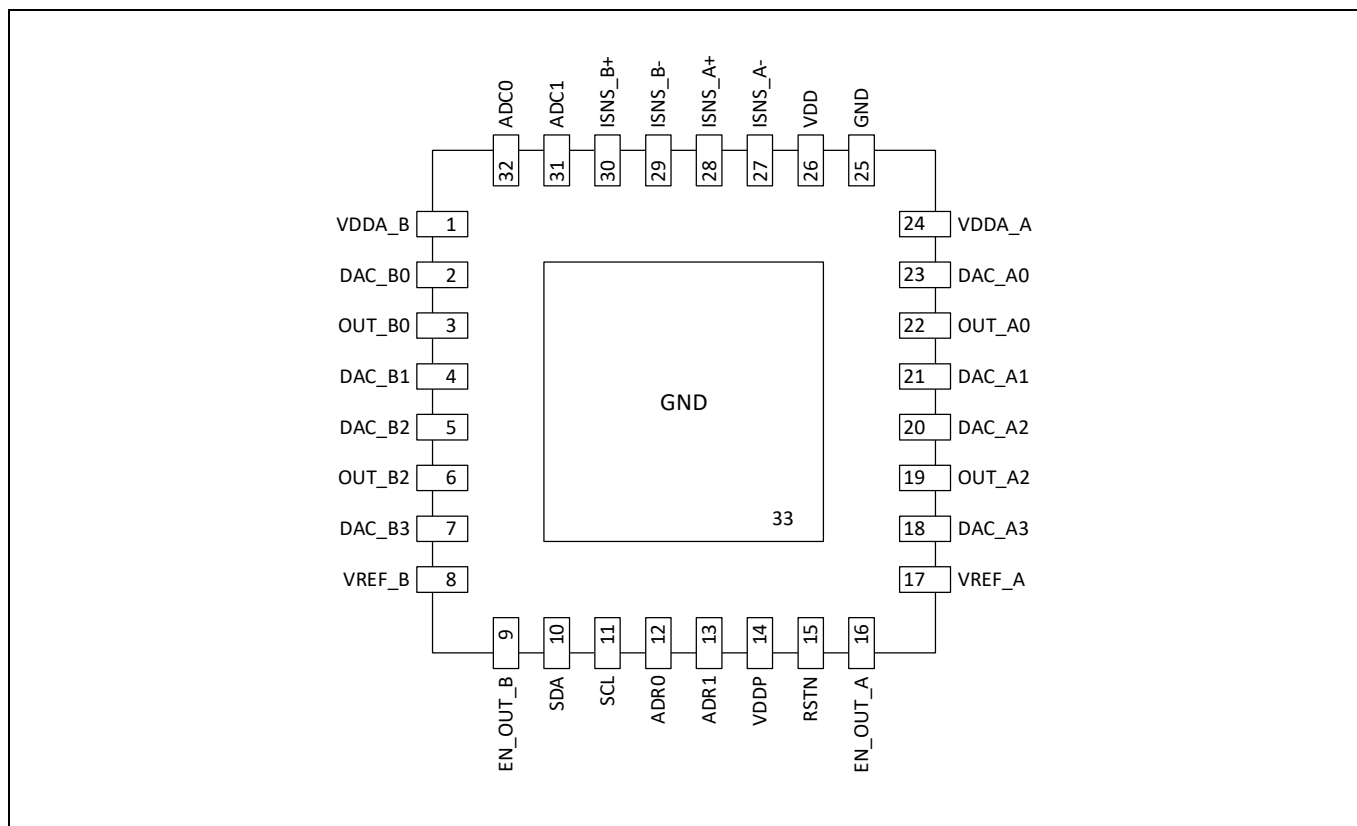 ADC0
ADC1
ISNS_B+
ISNS_B-
ISNS_A+
ISNS_A-
VDD
GND
32
31
30
29
28
27
26
25
VDDA_B 1
24 VDDA_A
DAC_B0 2
23 DAC_A0
OUT_B0 3
22 OUT_A0
DAC_B1 4
21 DAC_A1
GND
DAC_B2 5
20 DAC_A2
OUT_B2 6
19 OUT_A2
DAC_B3 7
33
18 DAC_A3
VREF_B 8
17 VREF_A
9
10
11
12
13
14
15
16
EN_OUT_B
SDA
SCL
ADR0
ADR1
VDDP
RSTN
EN_OUT_A